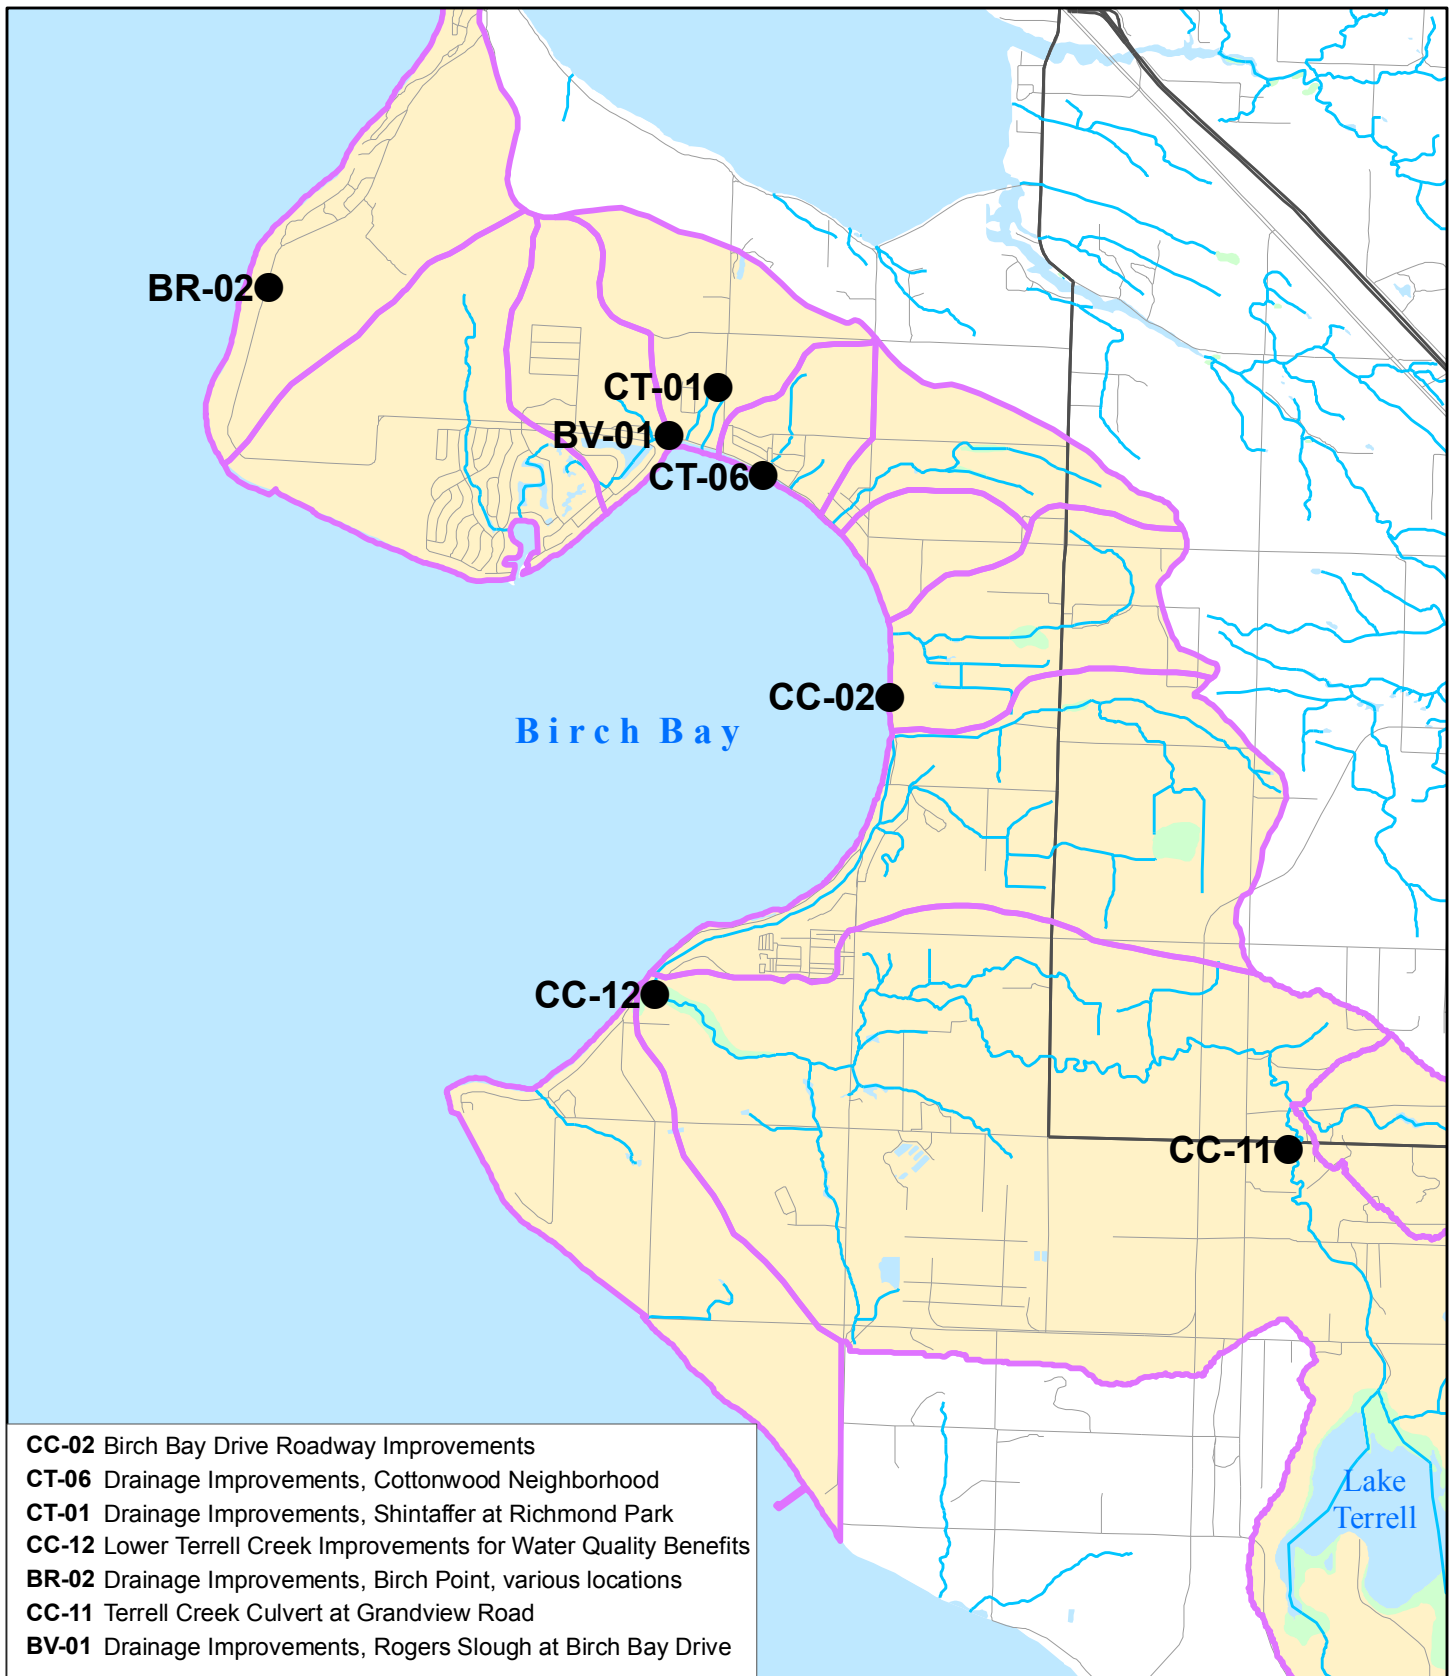 BR-02
CT-01
BV-01
CT-06
CC-02
Birch Bay
CC-12
CC-11
Lake
Terrell
CC-02 Birch Bay Drive Roadway Improvements
CT-06 Drainage Improvements, Cottonwood Neighborhood
CT-01 Drainage Improvements, Shintaffer at Richmond Park
CC-12 Lower Terrell Creek Improvements for Water Quality Benefits
BR-02 Drainage Improvements, Birch Point, various locations
CC-11 Terrell Creek Culvert at Grandview Road
BV-01 Drainage Improvements, Rogers Slough at Birch Bay Drive